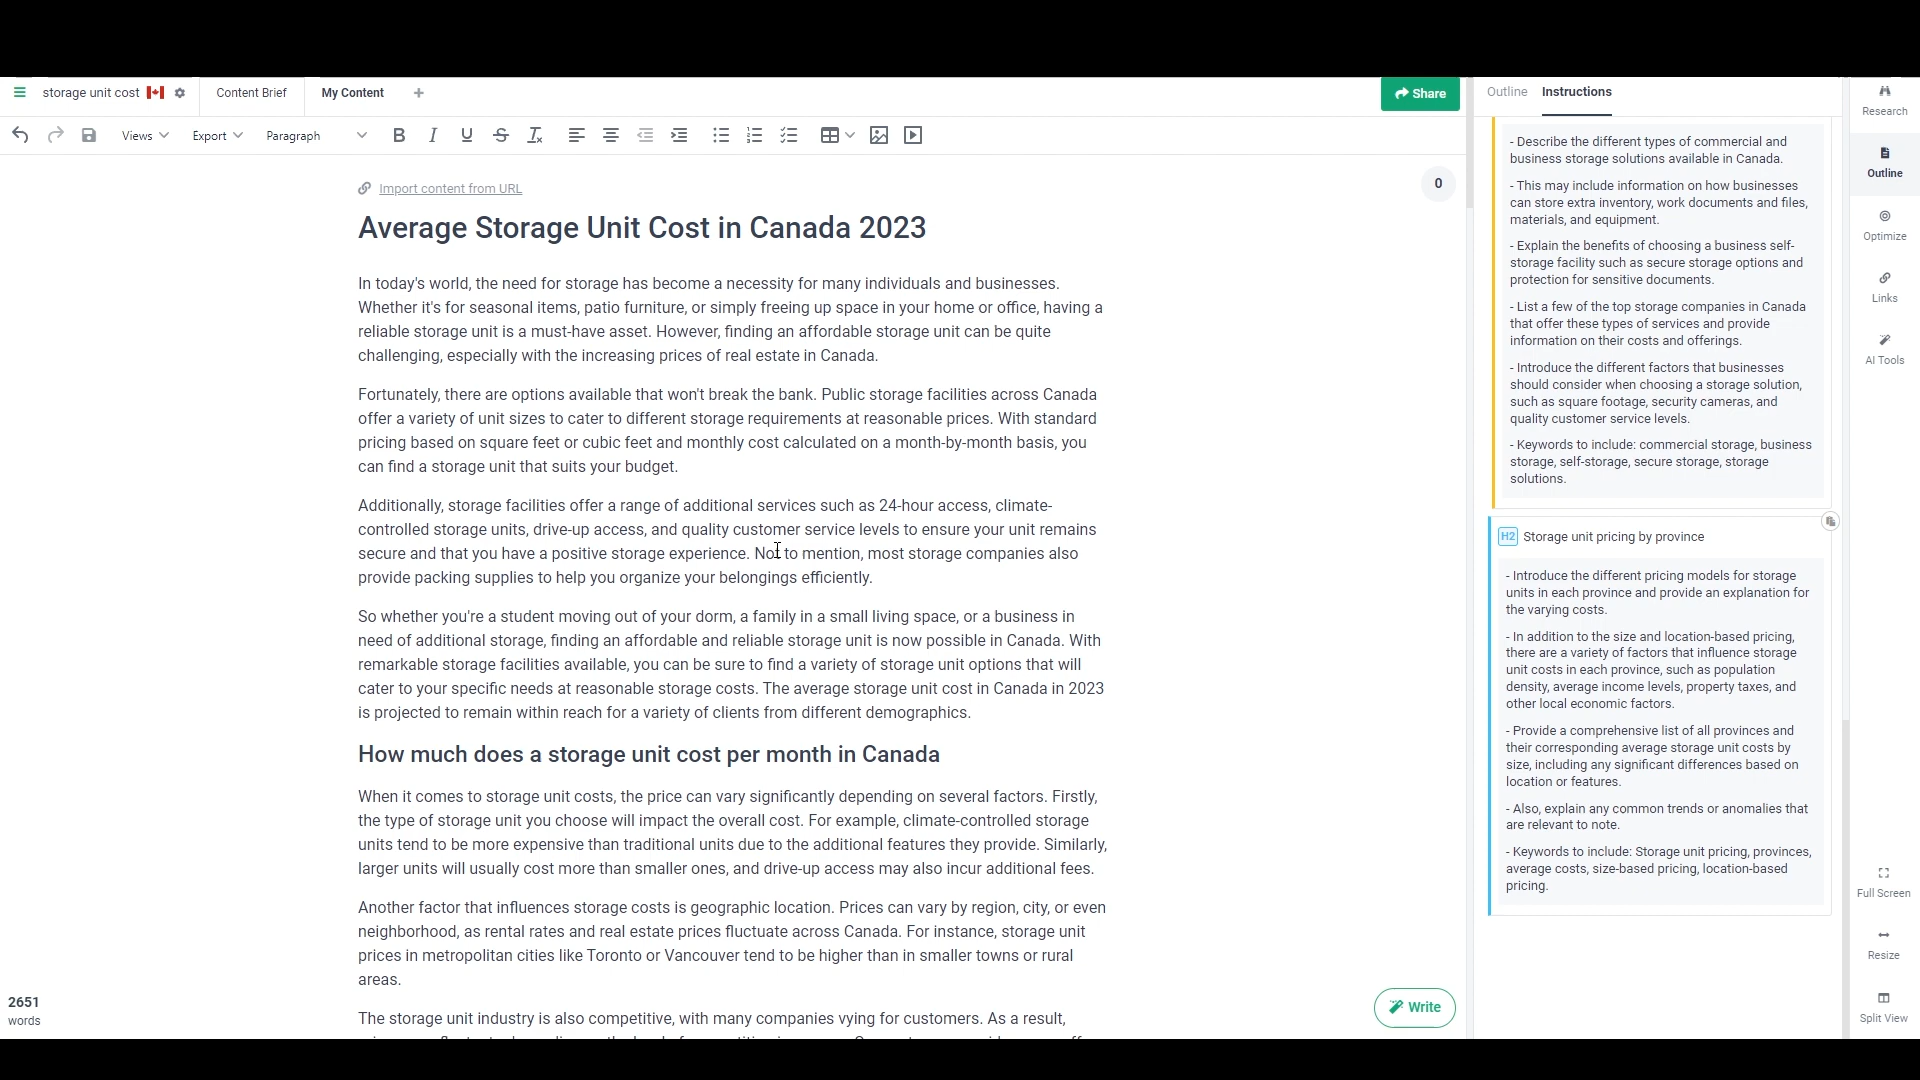 storage unit cost
Content Brief
My Content
Share
Outline
Instructions
Research
Views
Export
Paragraph
Import content from URL
0
Average Storage Unit Cost in Canada 2023
In today's world, the need for storage has become a necessity for many individuals and businesses.
Whether it's for seasonal items, patio furniture, or simply freeing up space in your home or office, having a
reliable storage unit is a must-have asset. However, finding an affordable storage unit can be quite
challenging, especially with the increasing prices of real estate in Canada.
Fortunately, there are options available that won't break the bank. Public storage facilities across Canada
offer a variety of unit sizes to cater to different storage requirements at reasonable prices. With standard
pricing based on square feet or cubic feet and monthly cost calculated on a month-by-month basis, you
can find a storage unit that suits your budget.
Additionally, storage facilities offer a range of additional services such as 24-hour access, climate-
controlled storage units, drive-up access, and quality customer service levels to ensure your unit remains
secure and that you have a positive storage experience. Not to mention, most storage companies also
provide packing supplies to help you organize your belongings efficiently.
So whether you're a student moving out of your dorm, a family in a small living space, or a business in
need of additional storage, finding an affordable and reliable storage unit is now possible in Canada. With
remarkable storage facilities available, you can be sure to find a variety of storage unit options that will
cater to your specific needs at reasonable storage costs. The average storage unit cost in Canada in 2023
is projected to remain within reach for a variety of clients from different demographics.
How much does a storage unit cost per month in Canada
When it comes to storage unit costs, the price can vary significantly depending on several factors. Firstly,
the type of storage unit you choose will impact the overall cost. For example, climate-controlled storage
units tend to be more expensive than traditional units due to the additional features they provide. Similarly,
larger units will usually cost more than smaller ones, and drive-up access may also incur additional fees.
Another factor that influences storage costs is geographic location. Prices can vary by region, city, or even
neighborhood, as rental rates and real estate prices fluctuate across Canada. For instance, storage unit
prices in metropolitan cities like Toronto or Vancouver tend to be higher than in smaller towns or rural
areas.
The storage unit industry is also competitive, with many companies vying for customers. As a result,
2651
words
Write
- Describe the different types of commercial and
business storage solutions available in Canada.
- This may include information on how businesses
can store extra inventory, work documents and files,
materials, and equipment.
- Explain the benefits of choosing a business self-
storage facility such as secure storage options and
protection for sensitive documents.
- List a few of the top storage companies in Canada
that offer these types of services and provide
information on their costs and offerings.
- Introduce the different factors that businesses
should consider when choosing a storage solution,
such as square footage, security cameras, and
quality customer service levels.
- Keywords to include: commercial storage, business
storage, self-storage, secure storage, storage
solutions.
H2 Storage unit pricing by province
- Introduce the different pricing models for storage
units in each province and provide an explanation for
the varying costs.
- In addition to the size and location-based pricing,
there are a variety of factors that influence storage
unit costs in each province, such as population
density, average income levels, property taxes, and
other local economic factors.
- Provide a comprehensive list of all provinces and
their corresponding average storage unit costs by
size, including any significant differences based on
location or features.
- Also, explain any common trends or anomalies that
are relevant to note.
- Keywords to include: Storage unit pricing, provinces,
average costs, size-based pricing, location-based
pricing.
Outline
Optimize
Links
AI Tools
Full Screen
Resize
Split View